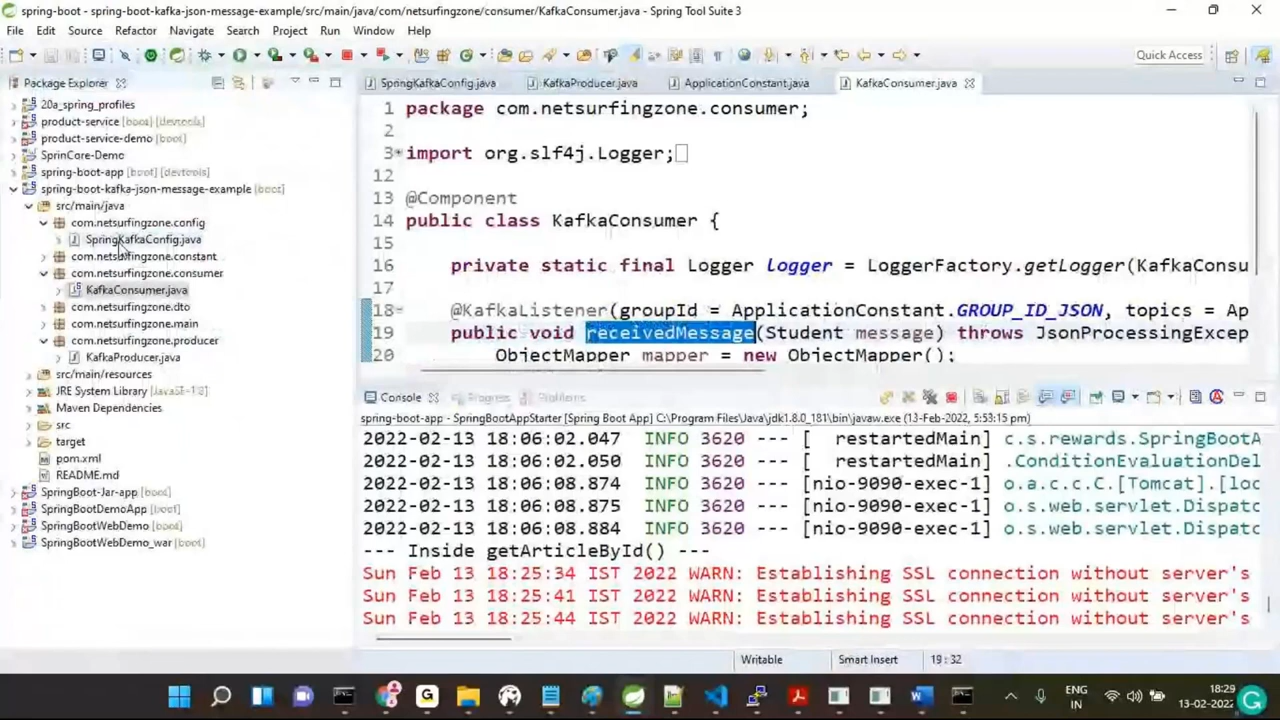 spring-boot - spring-boot-kafka-json-message-example/src/main/java/com/netsurfingzone/consumer/KafkaConsumer.java - Spring Tool Suite 3
File Edit Source Refactor Navigate Search Project Run Window Help
Quick Access
Package Explorer
20a_spring_profiles
product-service [boot] [devtools]
product-service-demo [boot]
SprinCore-Demo
spring-boot-app [boot] [devtools]
spring-boot-kafka-json-message-example [boot]
src/main/java
com.netsurfingzone.config
SpringKafkaConfig.java
com.netsurfingzone.constant
com.netsurfingzone.consumer
KafkaConsumer.java
com.netsurfingzone.dto
com.netsurfingzone.main
com.netsurfingzone.producer
KafkaProducer.java
src/main/resources
JRE System Library [JavaSE-1.8]
Maven Dependencies
src
target
pom.xml
README.md
SpringBoot-Jar-app [boot]
SpringBootDemoApp [boot]
SpringBootWebDemo [boot]
SpringBootWebDemo_war [boot]
SpringKafkaConfig.java KafkaProducer.java ApplicationConstant.java KafkaConsumer.java
1 package com.netsurfingzone.consumer;
2
3 import org.slf4j.Logger;
12
13 @Component
14 public class KafkaConsumer {
15
16 private static final Logger logger = LoggerFactory.getLogger(KafkaConsu
17
18 @KafkaListener(groupId = ApplicationConstant.GROUP_ID_JSON, topics = Ap
19 public void receivedMessage(Student message) throws JsonProcessingExcep
20 ObjectMapper mapper = new ObjectMapper();
Console Progress Problems
spring-boot-app - SpringBootAppStarter [Spring Boot App] C:\Program Files\Java\jdk1.8.0_181\bin\javaw.exe (13-Feb-2022, 5:53:15 pm)
2022-02-13 18:06:02.047 INFO 3620 --- [ restartedMain] c.s.rewards.SpringBootA
2022-02-13 18:06:02.050 INFO 3620 --- [ restartedMain] .ConditionEvaluationDel
2022-02-13 18:06:08.874 INFO 3620 --- [nio-9090-exec-1] o.a.c.c.C.[Tomcat].[loc
2022-02-13 18:06:08.875 INFO 3620 --- [nio-9090-exec-1] o.s.web.servlet.Dispatc
2022-02-13 18:06:08.884 INFO 3620 --- [nio-9090-exec-1] o.s.web.servlet.Dispatc
--- Inside getArticleById() ---
Sun Feb 13 18:25:34 IST 2022 WARN: Establishing SSL connection without server's
Sun Feb 13 18:25:41 IST 2022 WARN: Establishing SSL connection without server's
Sun Feb 13 18:25:44 IST 2022 WARN: Establishing SSL connection without server's
Writable Smart Insert 19 : 32
ENG
IN
18:29
13-02-2022